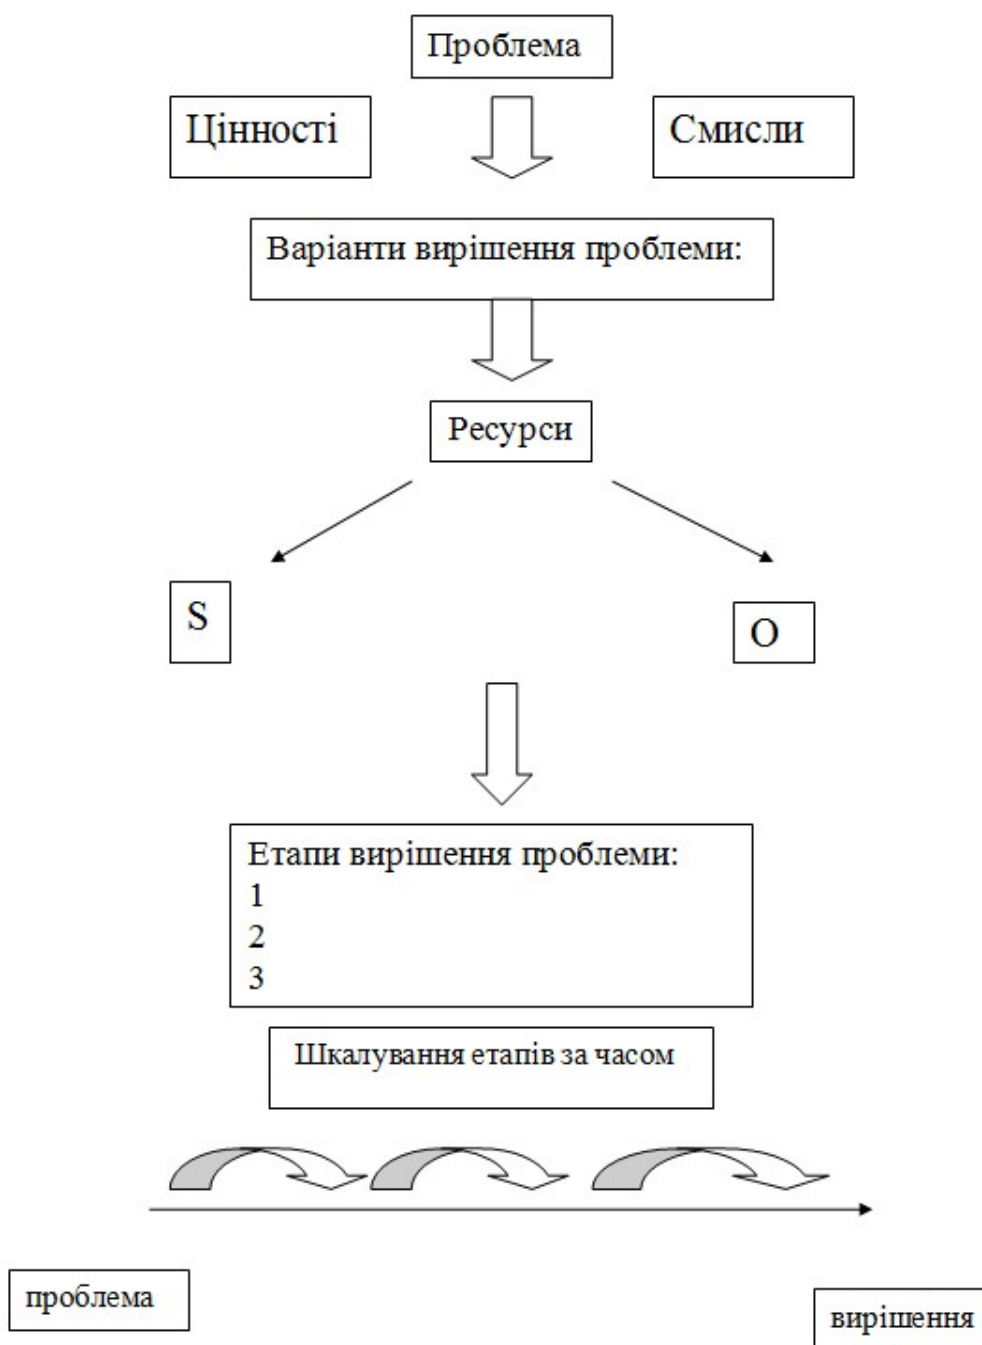 Проблема
Цінності
Смисли
Варіанти вирішення проблеми:
Ресурси
S
O
Етапи вирішення проблеми:
1
2
3
Шкалування етапів за часом
проблема
вирішення